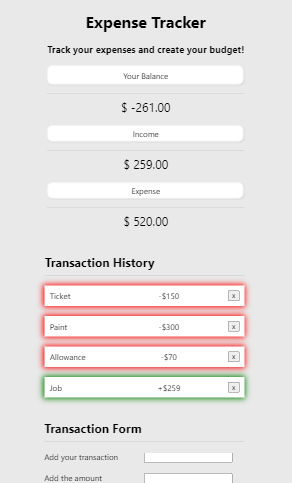 Expense Tracker
Track your expenses and create your budget!
Your Balance
$ -261.00
Income
$ 259.00
Expense
$ 520.00
Transaction History
Ticket -$150 x
Paint -$300 x
Allowance -$70 x
Job +$259 x
Transaction Form
Add your transaction
Add the amount